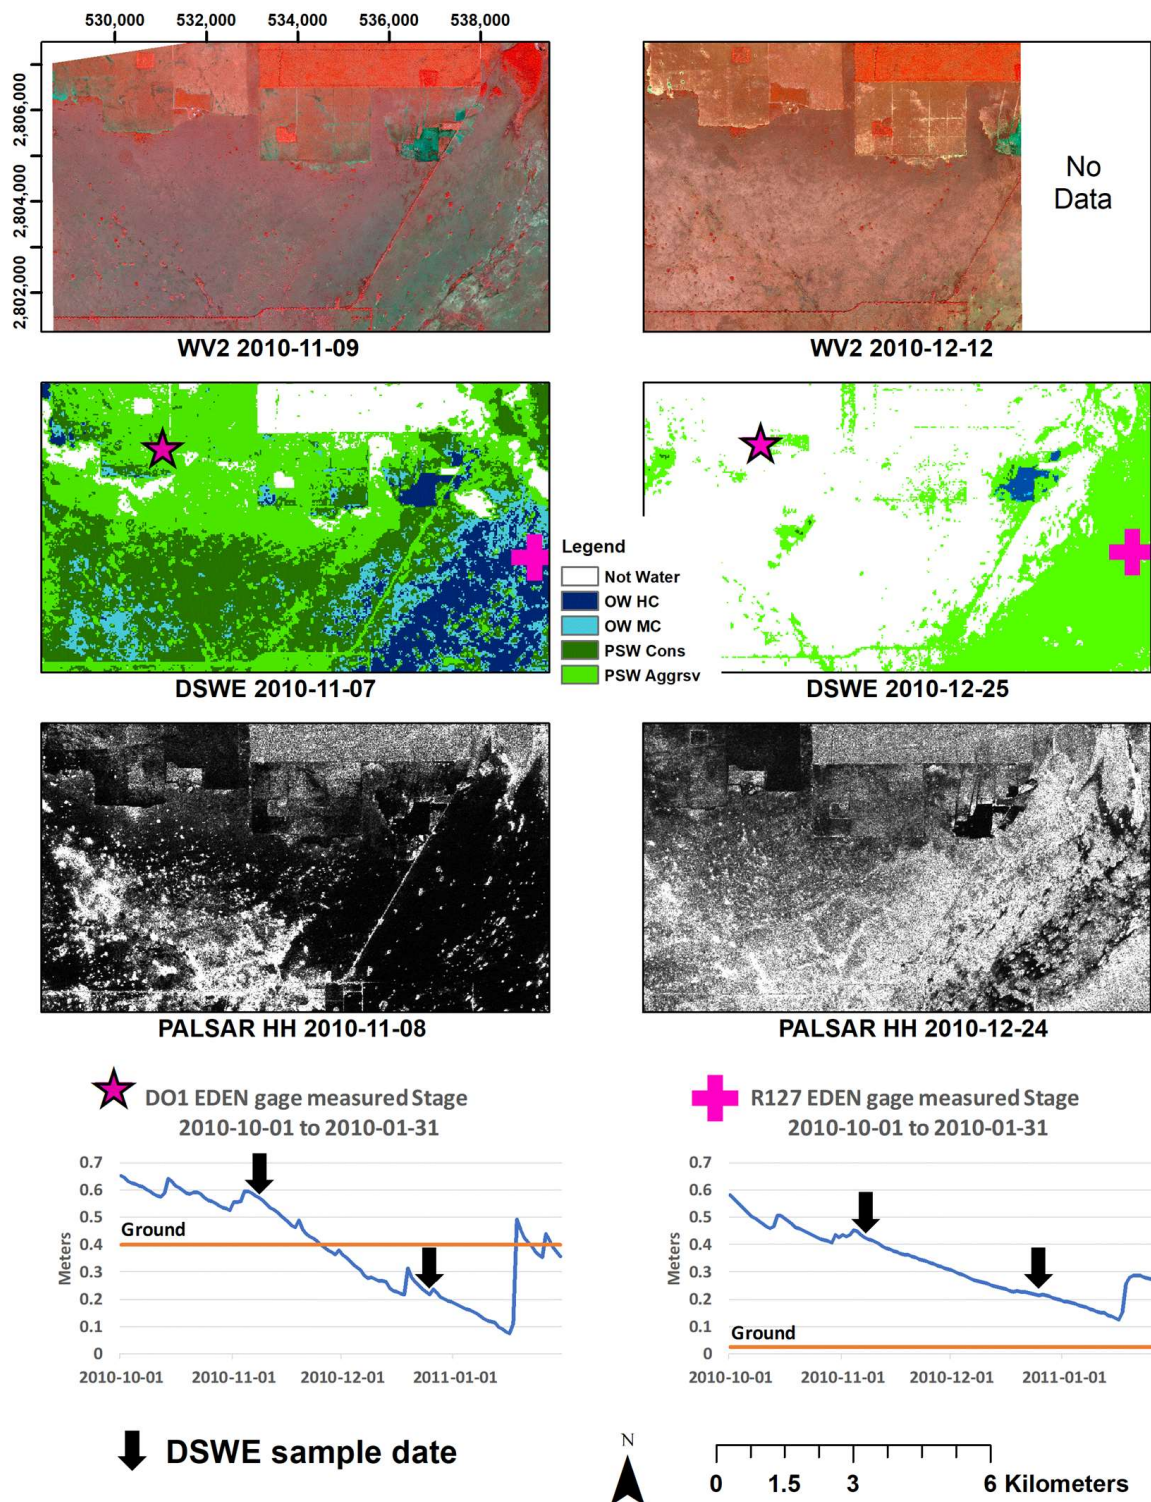 530,000 532,000 534,000 536,000 538,000
2,806,000
2,804,000
2,802,000
No
Data
WV2 2010-11-09
WV2 2010-12-12
Legend
Not Water
OW HC
OW MC
PSW Cons
PSW Aggrsv
DSWE 2010-11-07
DSWE 2010-12-25
PALSAR HH 2010-11-08
PALSAR HH 2010-12-24
DO1 EDEN gage measured Stage
2010-10-01 to 2010-01-31
0.7
0.6
0.5
0.4
0.3
0.2
0.1
0
Meters
Ground
2010-10-01 2010-11-01 2010-12-01 2011-01-01
R127 EDEN gage measured Stage
2010-10-01 to 2010-01-31
0.7
0.6
0.5
0.4
0.3
0.2
0.1
0
Meters
Ground
2010-10-01 2010-11-01 2010-12-01 2011-01-01
DSWE sample date
N
0 1.5 3 6 Kilometers